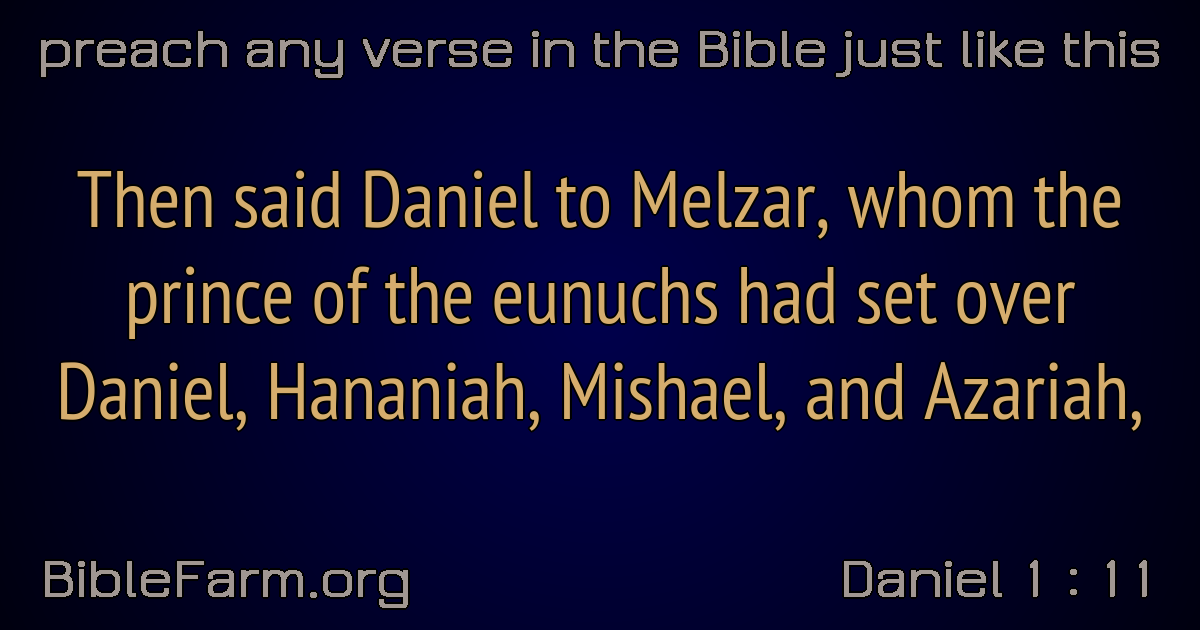 preach any verse in the Bible just like this
Then said Daniel to Melzar, whom the
prince of the eunuchs had set over
Daniel, Hananiah, Mishael, and Azariah,
BibleFarm.org
Daniel 1 : 11